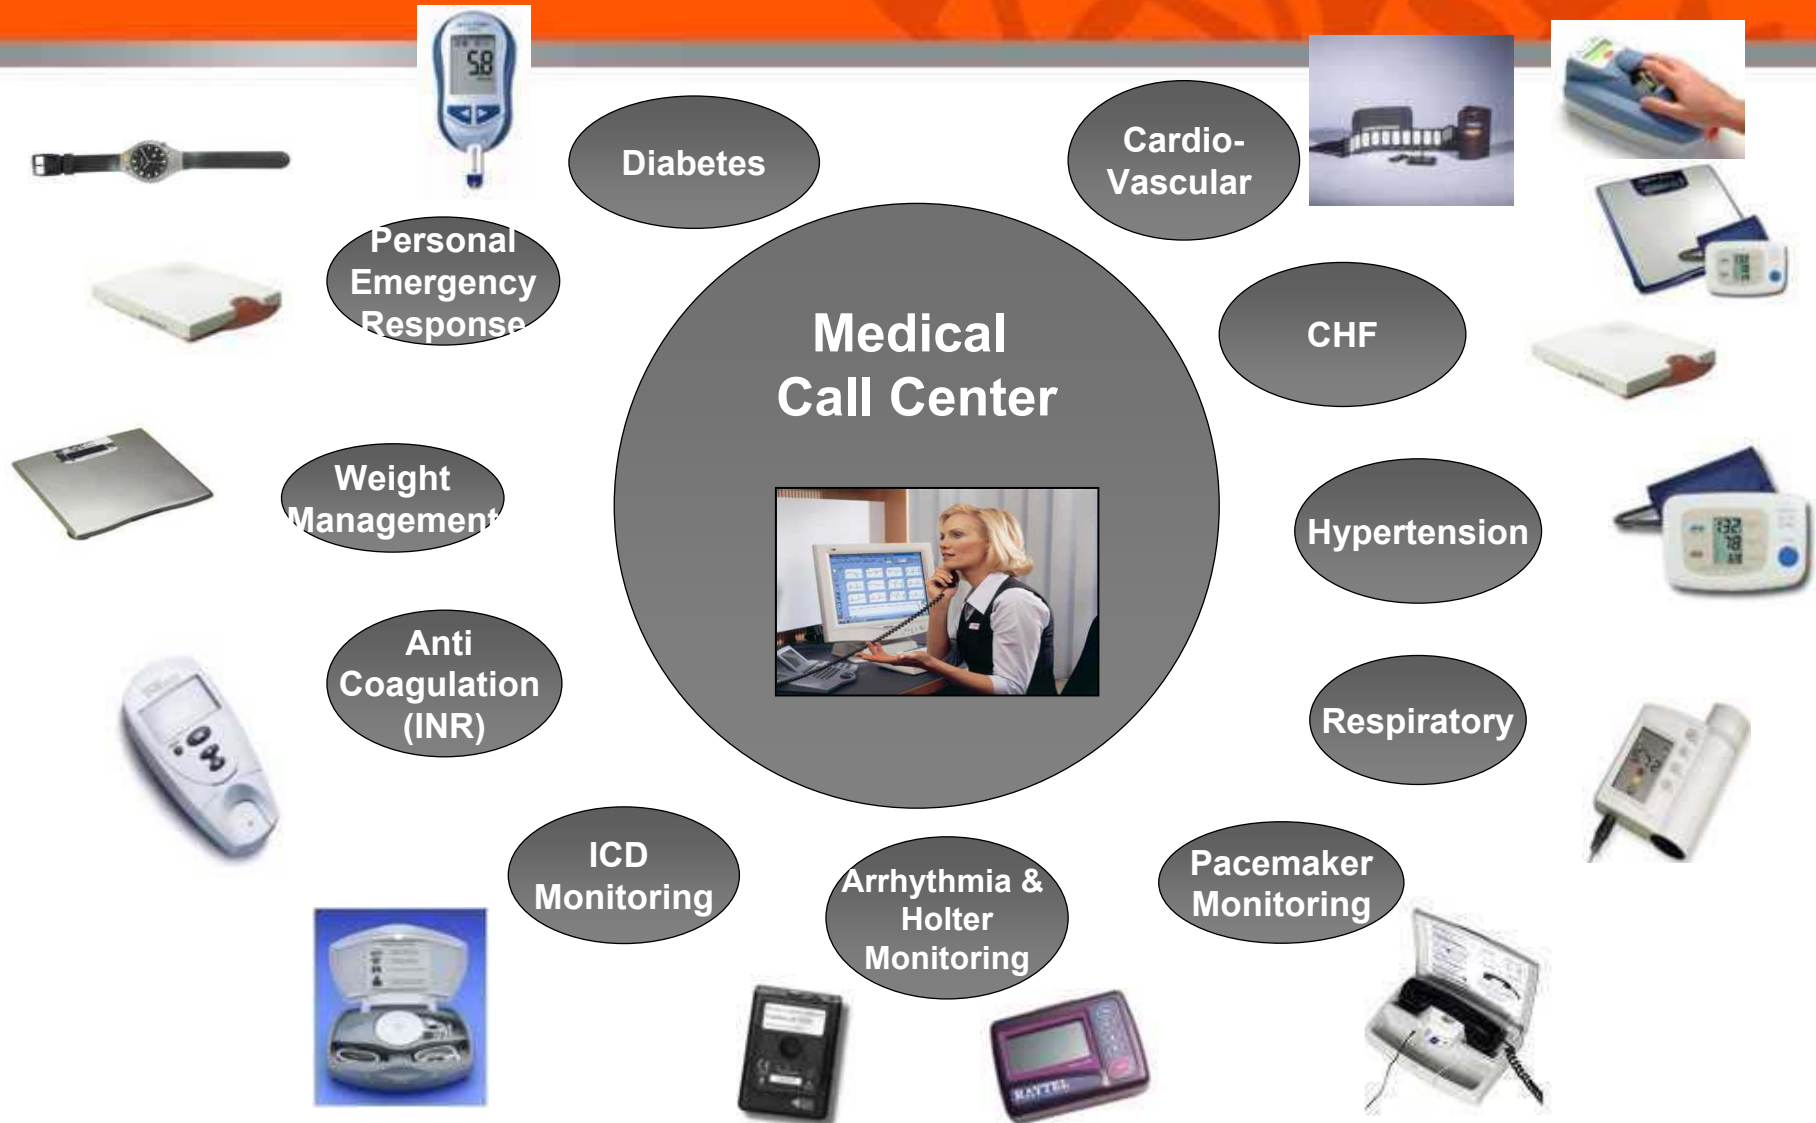 58
Diabetes
Cardio-
Vascular
Personal
Emergency
Response
Medical
Call Center
CHF
Weight
Management
Hypertension
132
78
Anti
Coagulation
(INR)
Respiratory
ICD
Monitoring
Arrhythmia &
Holter
Monitoring
Pacemaker
Monitoring
RAYTEL